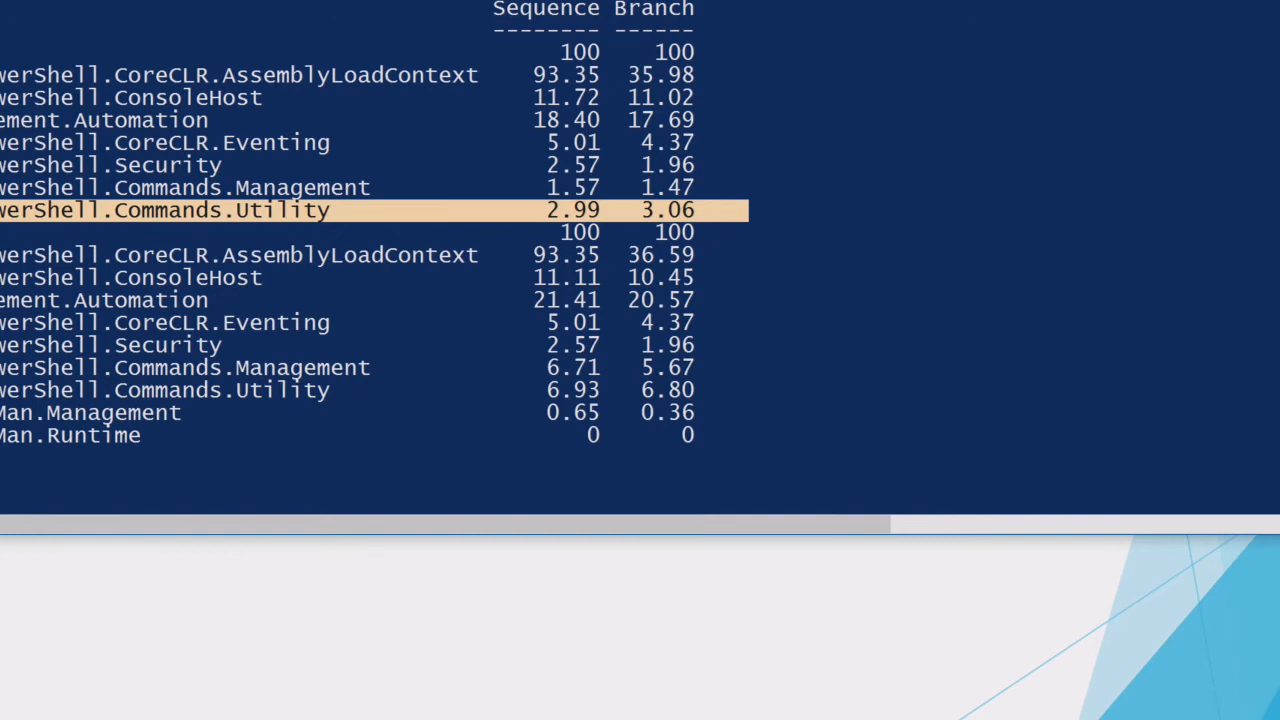 Sequence Branch
-------- ------
100 100
werShell.CoreCLR.AssemblyLoadContext 93.35 35.98
werShell.ConsoleHost 11.72 11.02
ement.Automation 18.40 17.69
werShell.CoreCLR.Eventing 5.01 4.37
werShell.Security 2.57 1.96
werShell.Commands.Management 1.57 1.47
werShell.Commands.Utility 2.99 3.06
100 100
werShell.CoreCLR.AssemblyLoadContext 93.35 36.59
werShell.ConsoleHost 11.11 10.45
ement.Automation 21.41 20.57
werShell.CoreCLR.Eventing 5.01 4.37
werShell.Security 2.57 1.96
werShell.Commands.Management 6.71 5.67
werShell.Commands.Utility 6.93 6.80
Man.Management 0.65 0.36
Man.Runtime 0 0